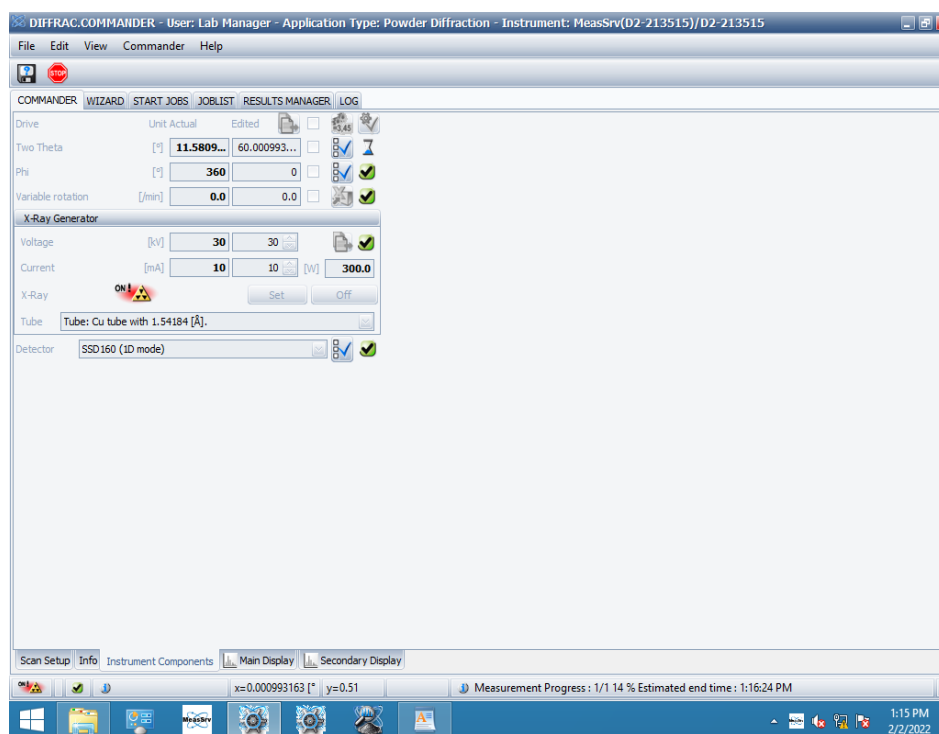 DIFFRAC.COMMANDER - User: Lab Manager - Application Type: Powder Diffraction - Instrument: MeasSrv(D2-213515)/D2-213515
File Edit View Commander Help
STOP
COMMANDER WIZARD START JOBS JOBLIST RESULTS MANAGER LOG
Drive Unit Actual Edited
Two Theta [°] 11.5809... 60.000993...
Phi [°] 360 0
Variable rotation [/min] 0.0 0.0
X-Ray Generator
Voltage [kV] 30 30
Current [mA] 10 10 [W] 300.0
X-Ray ON! Set Off
Tube Tube: Cu tube with 1.54184 [Å].
Detector SSD160 (1D mode)
Scan Setup Info Instrument Components Main Display Secondary Display
x=0.000993163 [° y=0.51 Measurement Progress : 1/1 14 % Estimated end time : 1:16:24 PM
MeasSrv 1:15 PM
2/2/2022